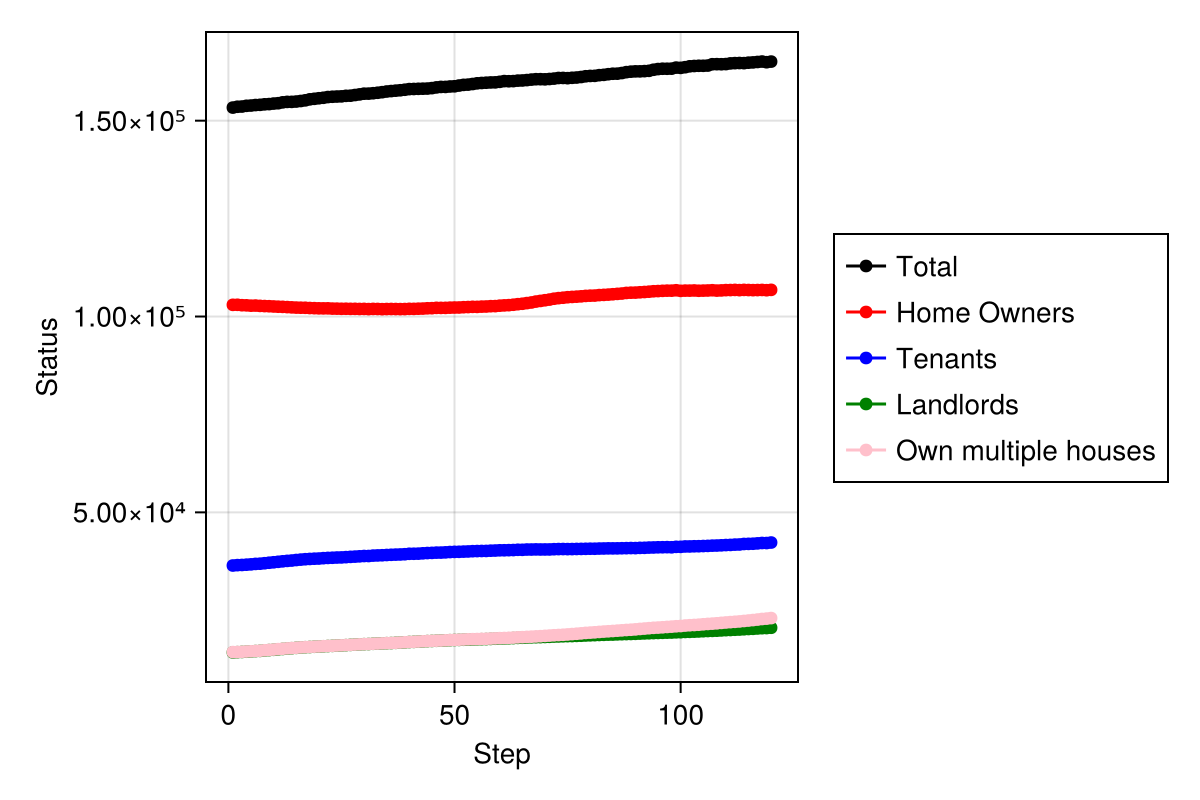 1.50×10⁵
1.00×10⁵
5.00×10⁴
Status
0 50 100
Step
Total
Home Owners
Tenants
Landlords
Own multiple houses